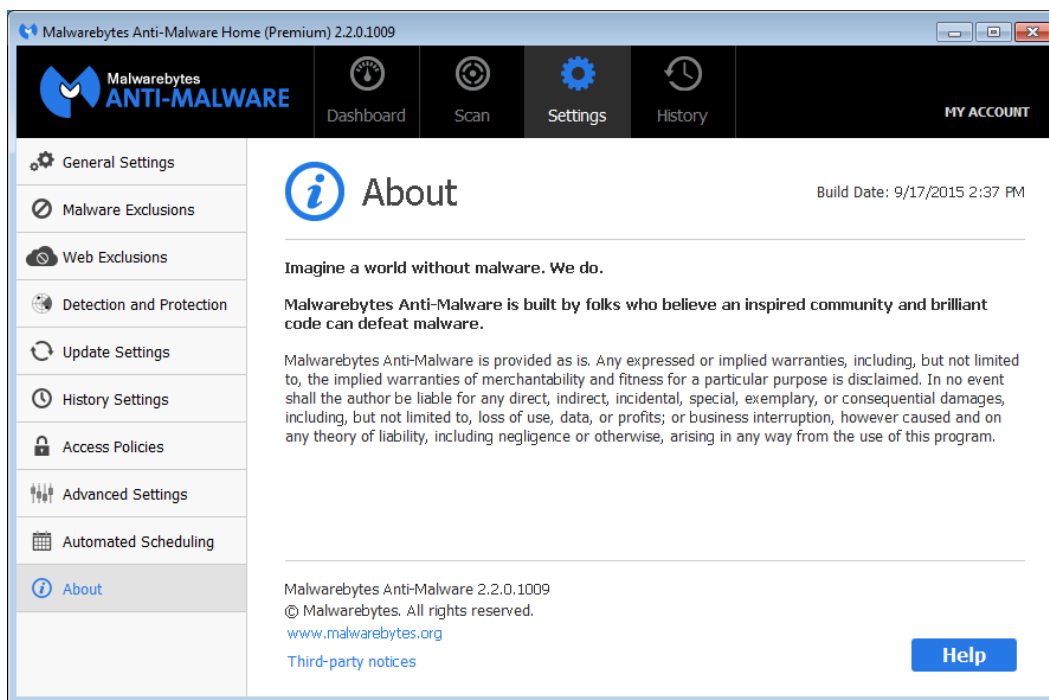 Malwarebytes Anti-Malware Home (Premium) 2.2.0.1009
Malwarebytes
ANTI-MALWARE
Dashboard
Scan
Settings
History
MY ACCOUNT
General Settings
Malware Exclusions
Web Exclusions
Detection and Protection
Update Settings
History Settings
Access Policies
Advanced Settings
Automated Scheduling
About
About
Build Date: 9/17/2015 2:37 PM
Imagine a world without malware. We do.
Malwarebytes Anti-Malware is built by folks who believe an inspired community and brilliant
code can defeat malware.
Malwarebytes Anti-Malware is provided as is. Any expressed or implied warranties, including, but not limited
to, the implied warranties of merchantability and fitness for a particular purpose is disclaimed. In no event
shall the author be liable for any direct, indirect, incidental, special, exemplary, or consequential damages,
including, but not limited to, loss of use, data, or profits; or business interruption, however caused and on
any theory of liability, including negligence or otherwise, arising in any way from the use of this program.
Malwarebytes Anti-Malware 2.2.0.1009
© Malwarebytes. All rights reserved.
www.malwarebytes.org
Third-party notices
Help